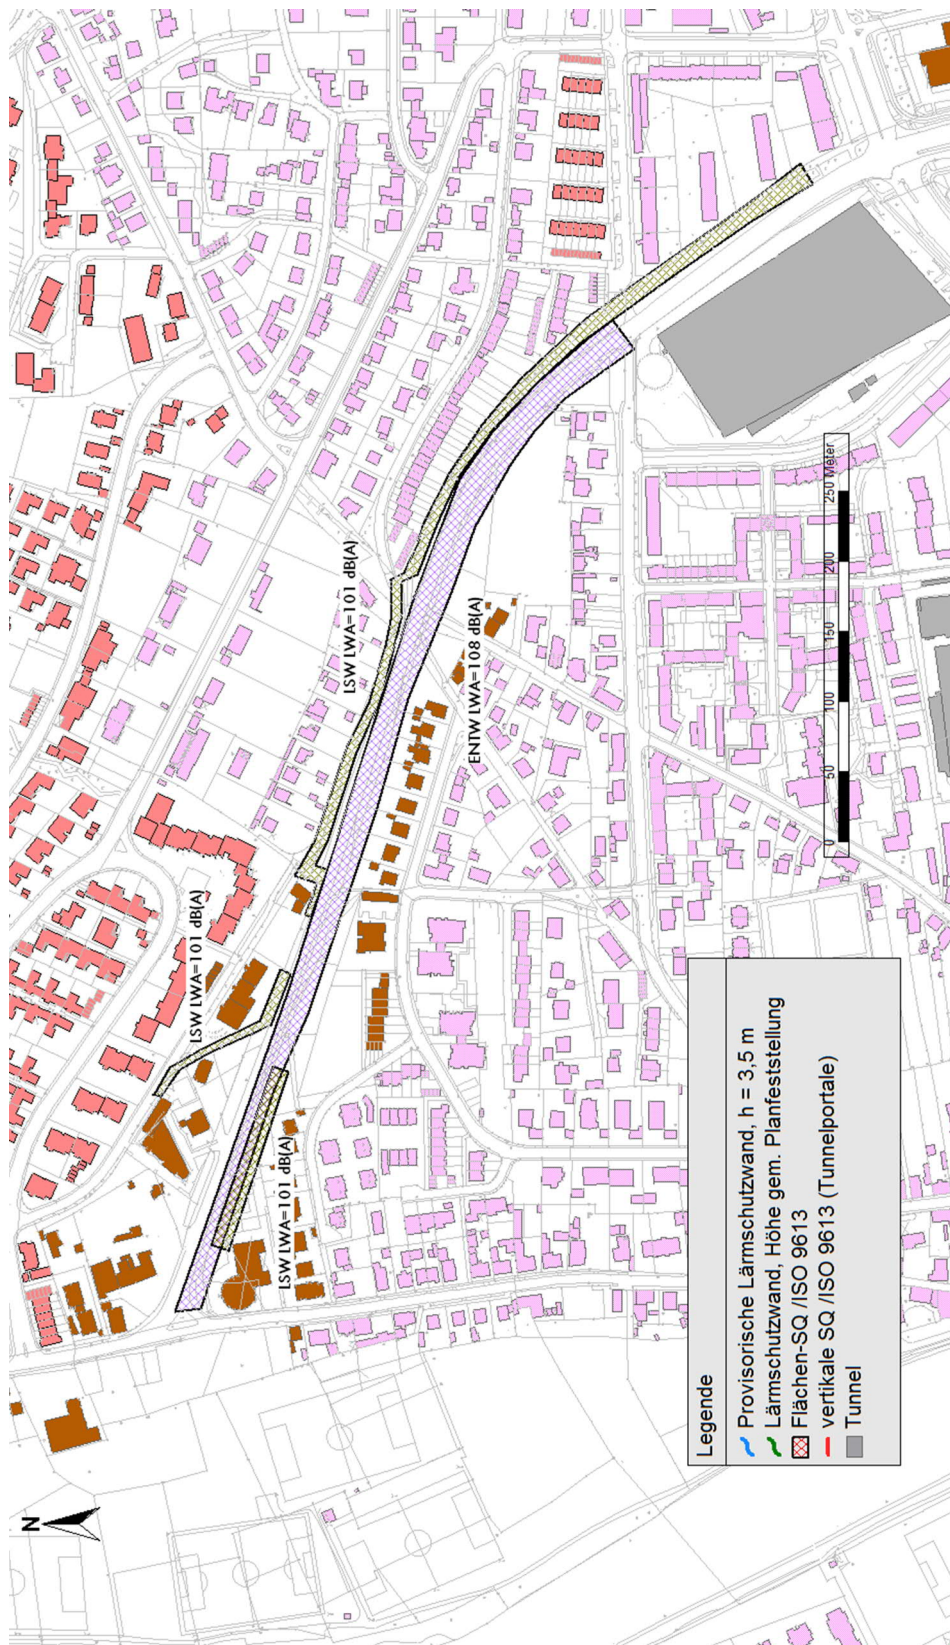 N
LSW LWA=101 dB(A)
LSW LWA=101 dB(A)
LSW LWA=101 dB(A)
ENTW LWA=108 dB(A)
Legende
Provisorische Lärmschutzwand, h = 3,5 m
Lärmschutzwand, Höhe gem. Planfeststellung
Flächen-SQ /ISO 9613
vertikale SQ /ISO 9613 (Tunnelportale)
Tunnel
0 50 100 150 200 250 Meter